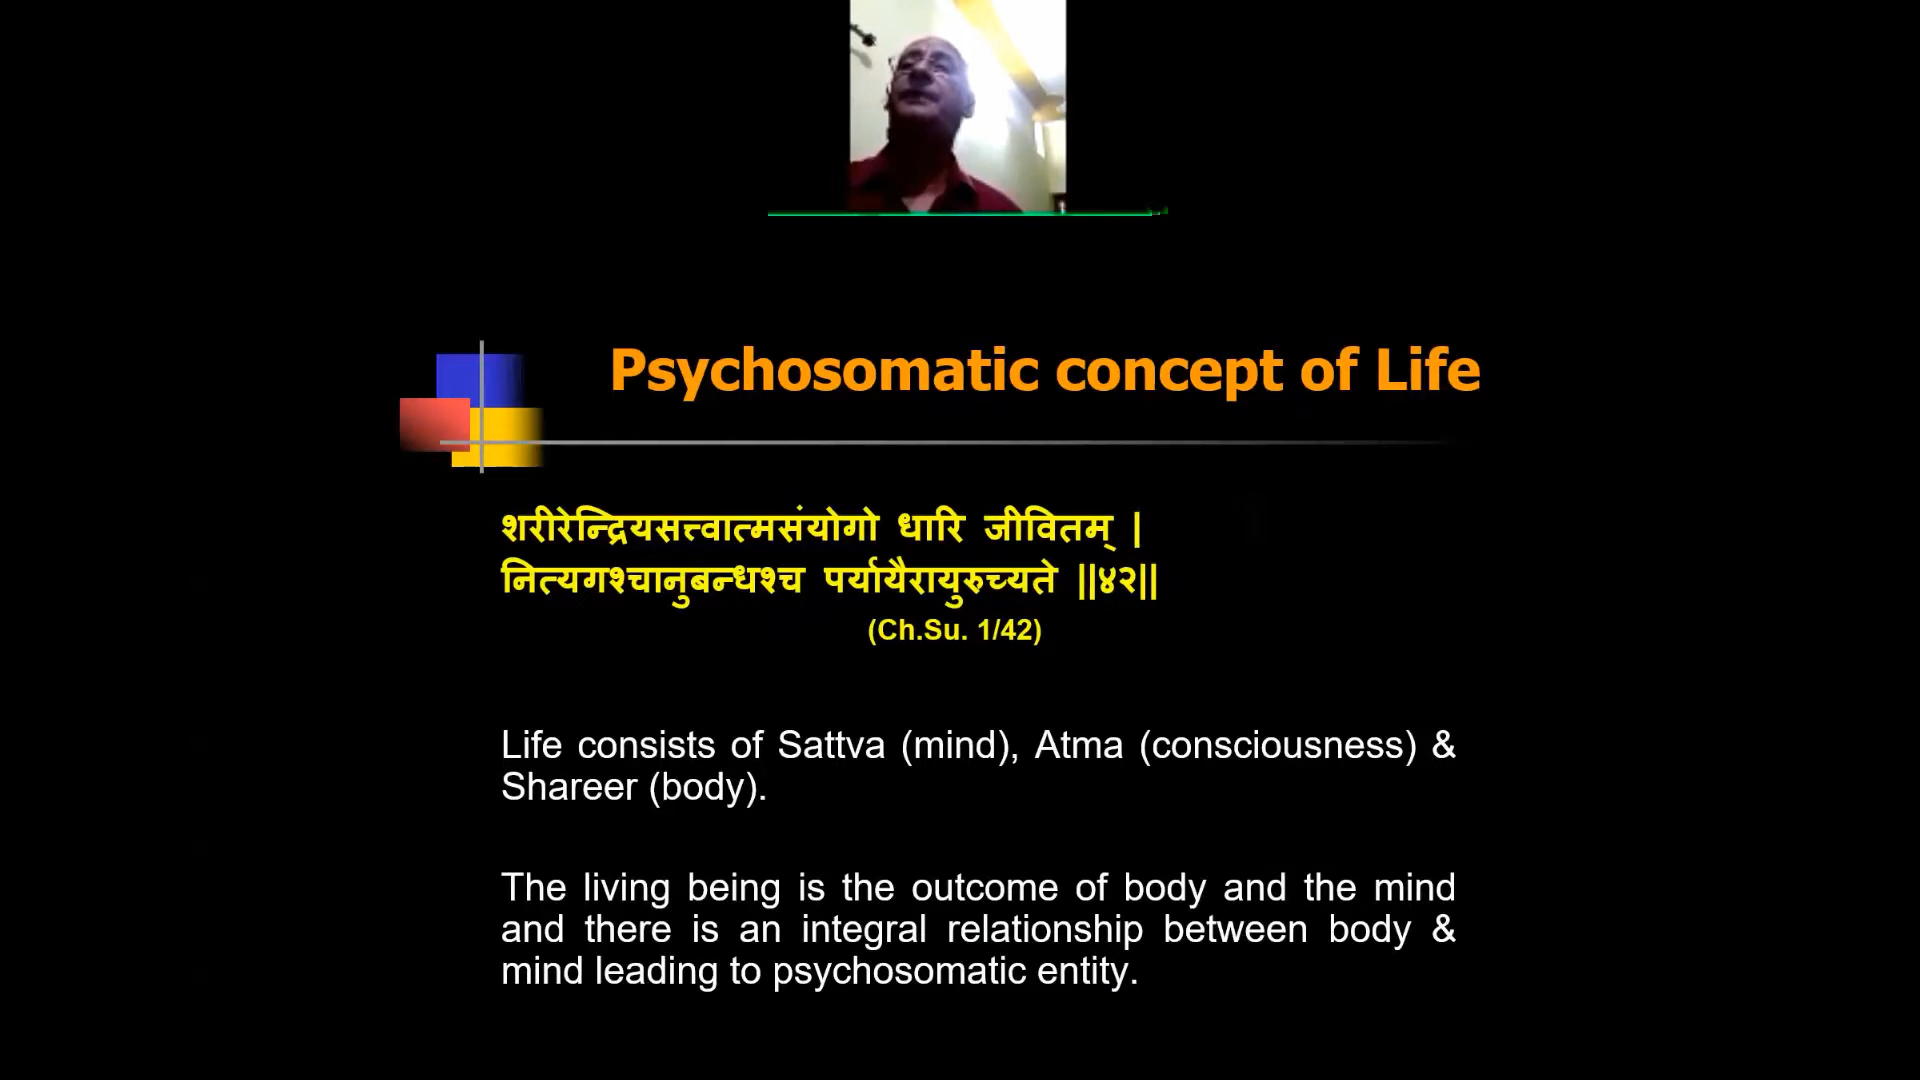 Psychosomatic concept of Life
शरीरेन्द्रियसत्त्वात्मसंयोगो धारि जीवितम् |
नित्यगश्चानुबन्धश्च पर्यायैरायुरुच्यते ||४२||
(Ch.Su. 1/42)
Life consists of Sattva (mind), Atma (consciousness) &
Shareer (body).
The living being is the outcome of body and the mind
and there is an integral relationship between body &
mind leading to psychosomatic entity.